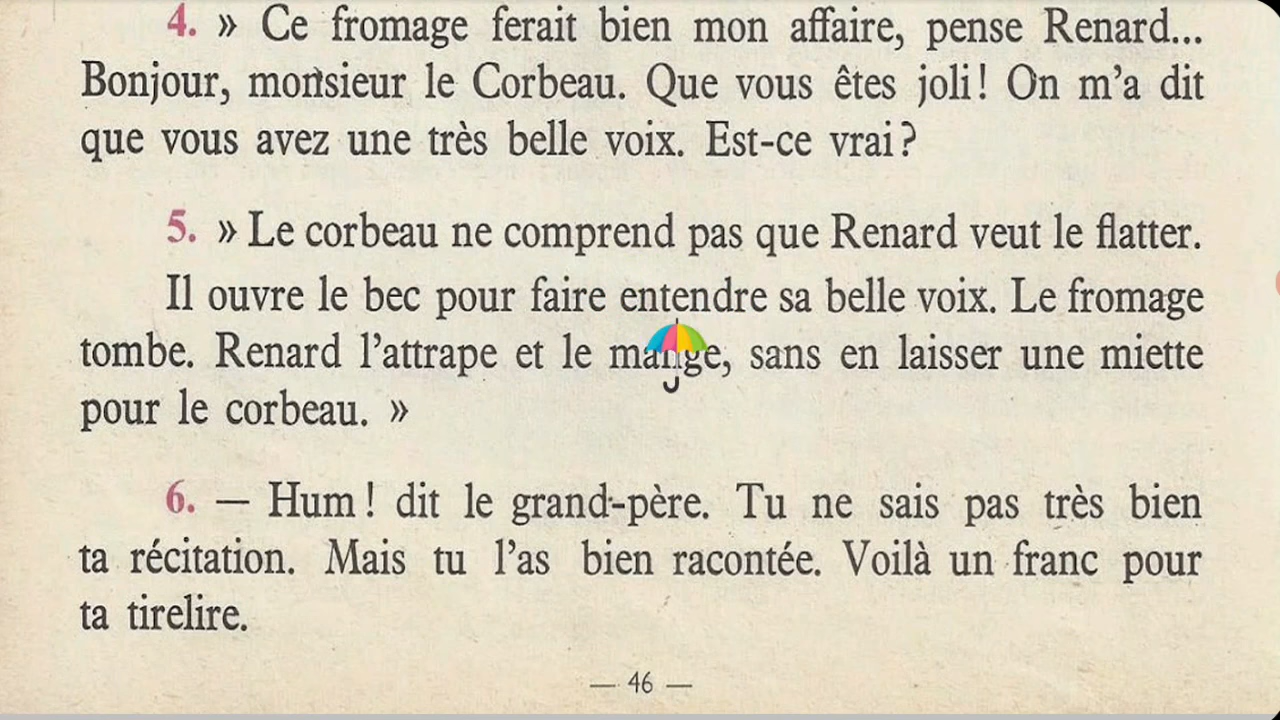 4. » Ce fromage ferait bien mon affaire, pense Renard...
Bonjour, monsieur le Corbeau. Que vous êtes joli! On m'a dit
que vous avez une très belle voix. Est-ce vrai?
5. » Le corbeau ne comprend pas que Renard veut le flatter.
Il ouvre le bec pour faire entendre sa belle voix. Le fromage
tombe. Renard l'attrape et le mange, sans en laisser une miette
pour le corbeau. »
6. — Hum! dit le grand-père. Tu ne sais pas très bien
ta récitation. Mais tu l'as bien racontée. Voilà un franc pour
ta tirelire.
— 46 —